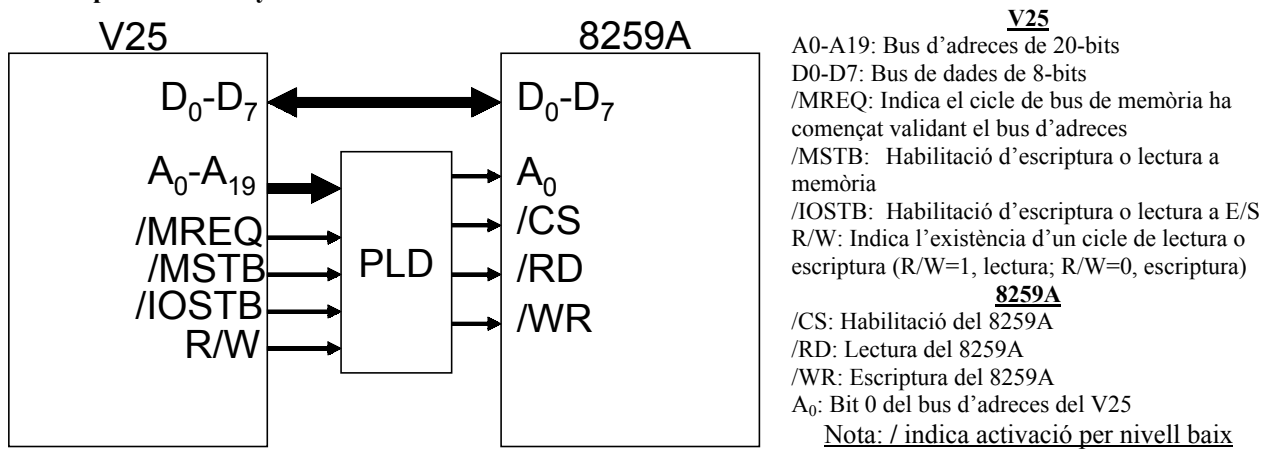 V25
8259A
D0-D7
D0-D7
A0-A19
A0
/MREQ
/CS
/MSTB
PLD
/RD
/IOSTB
/WR
R/W
V25
A0-A19: Bus d’adreces de 20-bits
D0-D7: Bus de dades de 8-bits
/MREQ: Indica el cicle de bus de memòria ha
començat validant el bus d’adreces
/MSTB: Habilitació d’escriptura o lectura a
memòria
/IOSTB: Habilitació d’escriptura o lectura a E/S
R/W: Indica l’existència d’un cicle de lectura o
escriptura (R/W=1, lectura; R/W=0, escriptura)
8259A
/CS: Habilitació del 8259A
/RD: Lectura del 8259A
/WR: Escriptura del 8259A
A0: Bit 0 del bus d’adreces del V25
Nota: / indica activació per nivell baix